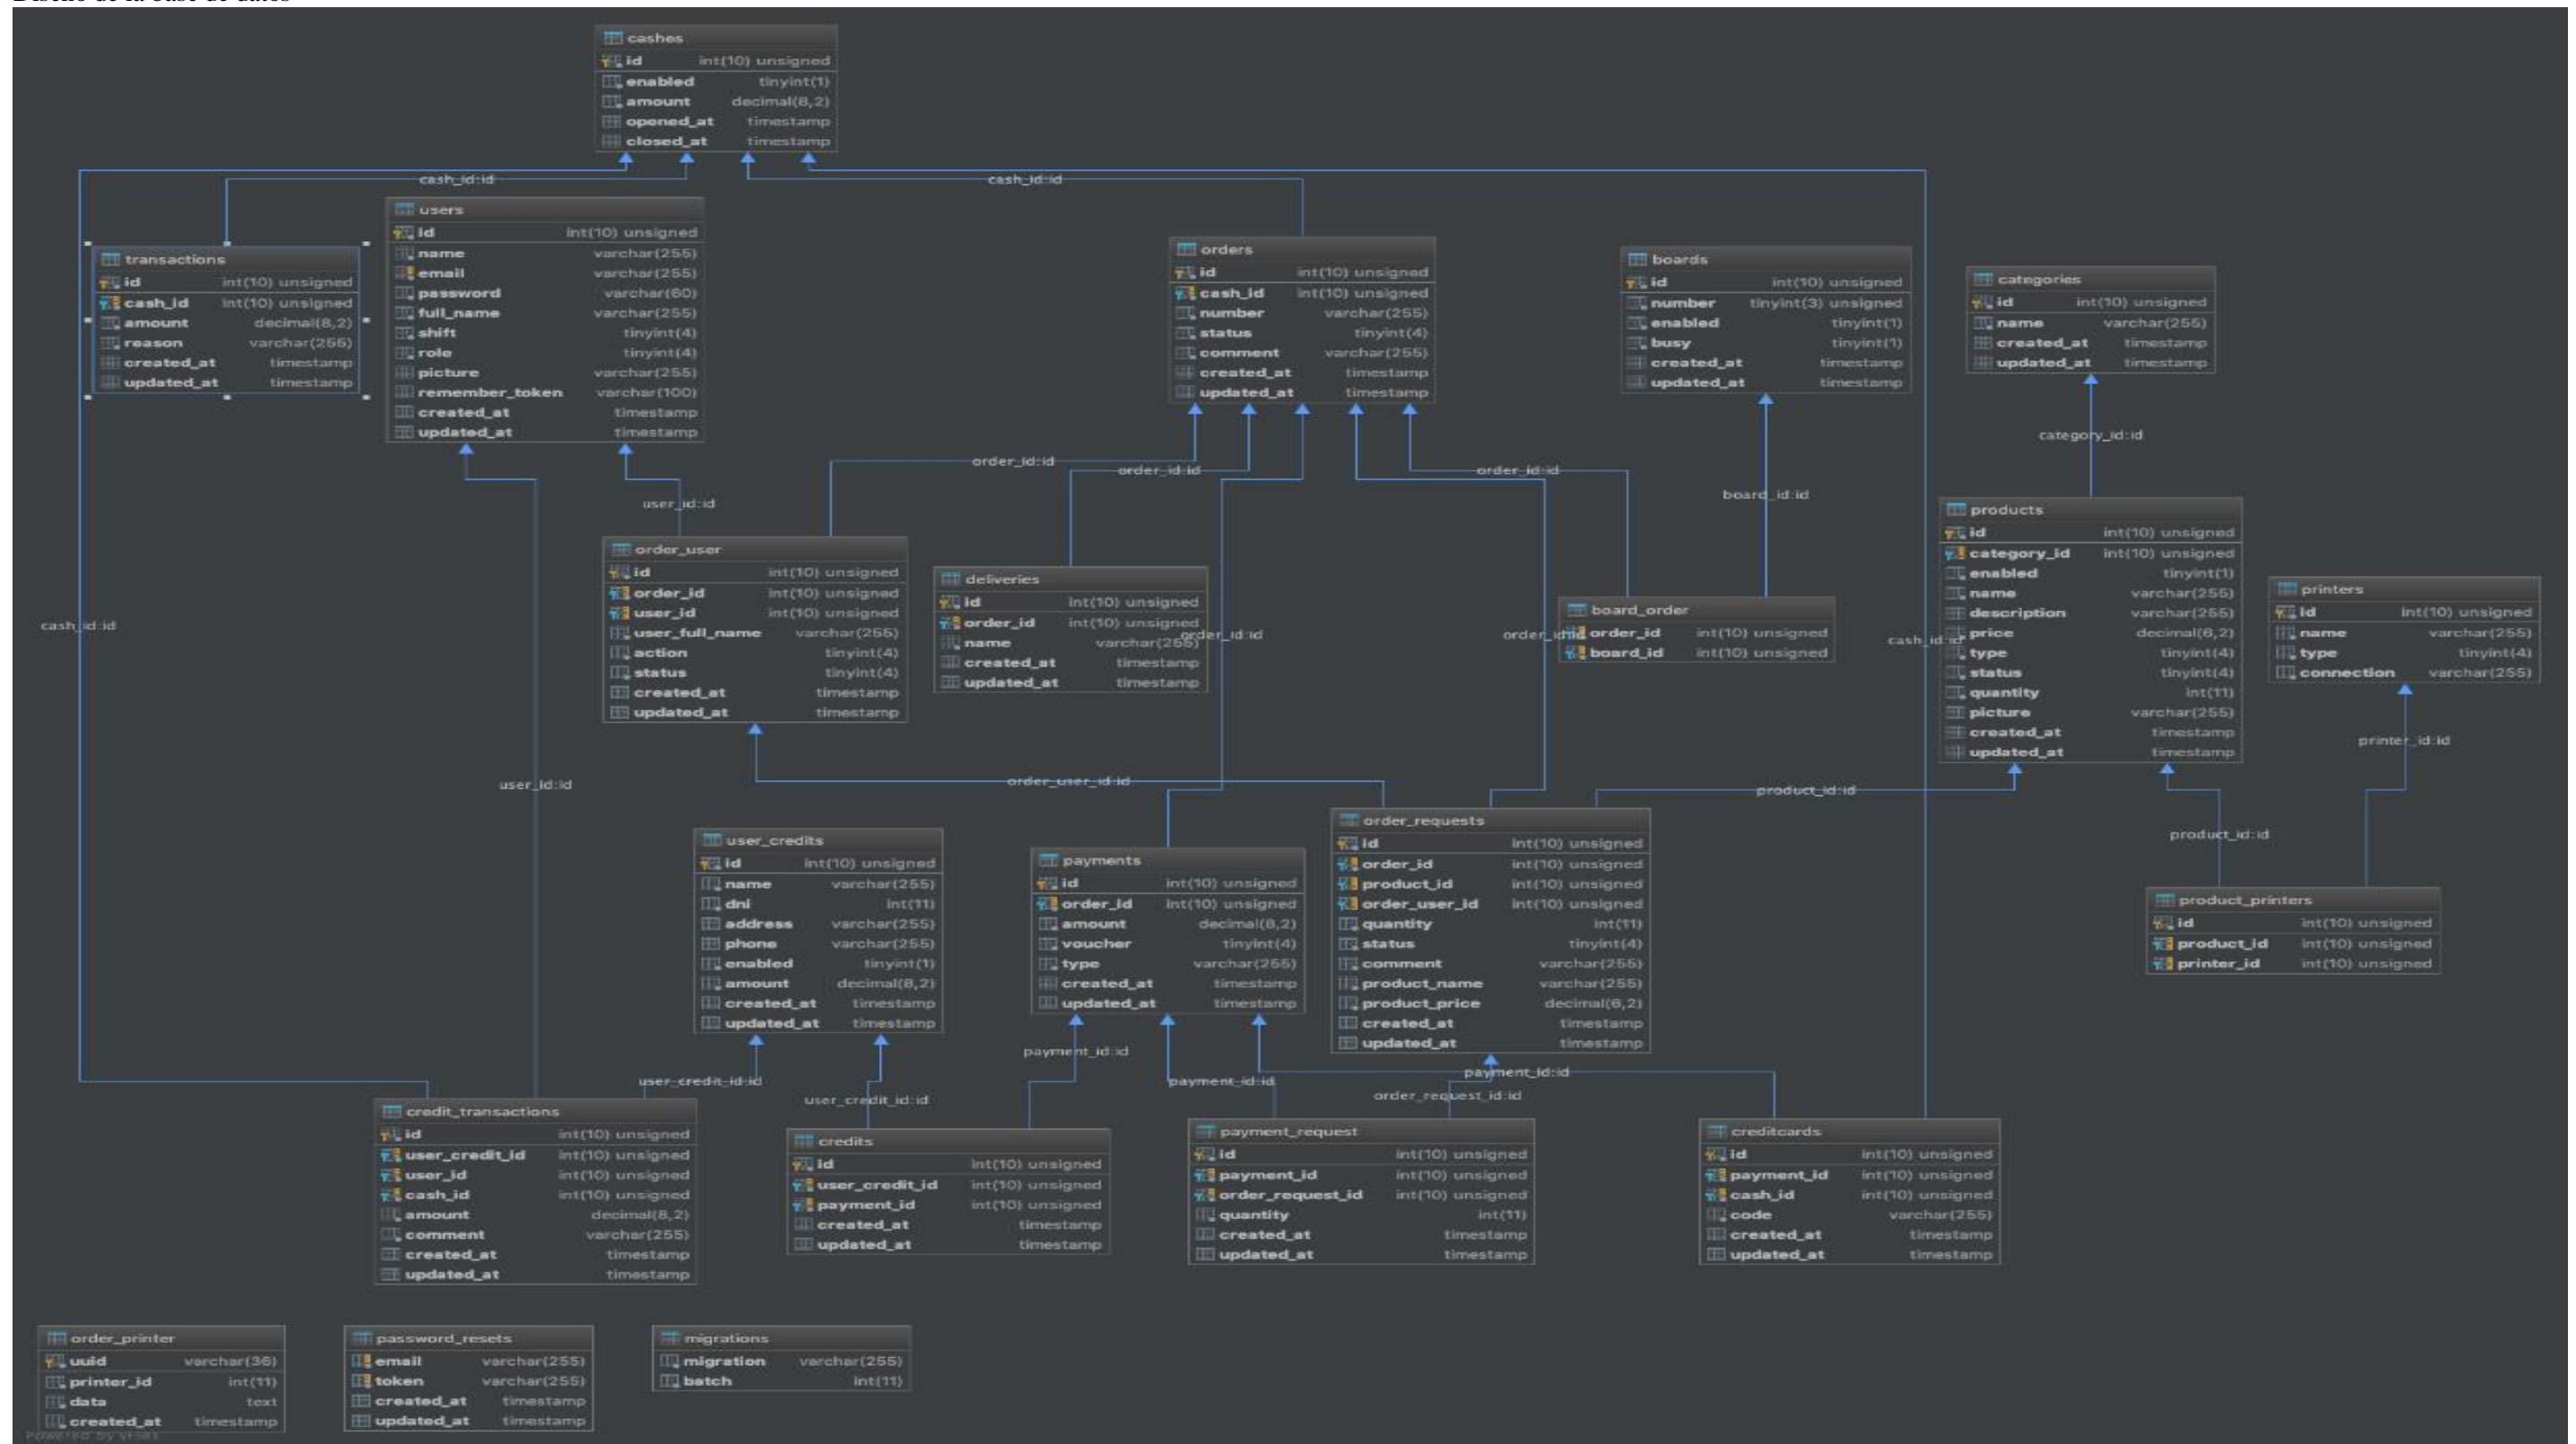 Diseño de la base de datos
cashes
id int(10) unsigned
enabled tinyint(1)
amount decimal(8,2)
opened_at timestamp
closed_at timestamp
cash_id:id
cash_id:id
users
id int(10) unsigned
name varchar(255)
email varchar(255)
password varchar(60)
full_name varchar(255)
shift tinyint(4)
role tinyint(4)
picture varchar(255)
remember_token varchar(100)
created_at timestamp
updated_at timestamp
transactions
id int(10) unsigned
cash_id int(10) unsigned
amount decimal(8,2)
reason varchar(255)
created_at timestamp
updated_at timestamp
orders
id int(10) unsigned
cash_id int(10) unsigned
number varchar(255)
status tinyint(4)
comment varchar(255)
created_at timestamp
updated_at timestamp
boards
id int(10) unsigned
number tinyint(3) unsigned
enabled tinyint(1)
busy tinyint(1)
created_at timestamp
updated_at timestamp
categories
id int(10) unsigned
name varchar(255)
created_at timestamp
updated_at timestamp
category_id:id
order_id:id
order_id:id
order_id:id
user_id:id
board_id:id
order_user
id int(10) unsigned
order_id int(10) unsigned
user_id int(10) unsigned
user_full_name varchar(255)
action tinyint(4)
status tinyint(4)
created_at timestamp
updated_at timestamp
deliveries
id int(10) unsigned
order_id int(10) unsigned
name varchar(255)
created_at timestamp
updated_at timestamp
order_id:id
order_id:id
board_order
order_id int(10) unsigned
board_id int(10) unsigned
cash_id:id
cash_id:id
products
id int(10) unsigned
category_id int(10) unsigned
enabled tinyint(1)
name varchar(255)
description varchar(255)
price decimal(6,2)
type tinyint(4)
status tinyint(4)
quantity int(11)
picture varchar(255)
created_at timestamp
updated_at timestamp
printers
id int(10) unsigned
name varchar(255)
type tinyint(4)
connection varchar(255)
printer_id:id
user_id:id
order_user_id:id
product_id:id
product_id:id
user_credits
id int(10) unsigned
name varchar(255)
dni int(11)
address varchar(255)
phone varchar(255)
enabled tinyint(1)
amount decimal(8,2)
created_at timestamp
updated_at timestamp
payments
id int(10) unsigned
order_id int(10) unsigned
amount decimal(8,2)
voucher tinyint(4)
type varchar(255)
created_at timestamp
updated_at timestamp
order_requests
id int(10) unsigned
order_id int(10) unsigned
product_id int(10) unsigned
order_user_id int(10) unsigned
quantity int(11)
status tinyint(4)
comment varchar(255)
product_name varchar(255)
product_price decimal(6,2)
created_at timestamp
updated_at timestamp
product_printers
id int(10) unsigned
product_id int(10) unsigned
printer_id int(10) unsigned
payment_id:id
user_credit_id:id
payment_id:id
payment_id:id
user_credit_id:id
order_request_id:id
credit_transactions
id int(10) unsigned
user_credit_id int(10) unsigned
user_id int(10) unsigned
cash_id int(10) unsigned
amount decimal(8,2)
comment varchar(255)
created_at timestamp
updated_at timestamp
credits
id int(10) unsigned
user_credit_id int(10) unsigned
payment_id int(10) unsigned
created_at timestamp
updated_at timestamp
payment_request
id int(10) unsigned
payment_id int(10) unsigned
order_request_id int(10) unsigned
quantity int(11)
created_at timestamp
updated_at timestamp
creditcards
id int(10) unsigned
payment_id int(10) unsigned
cash_id int(10) unsigned
code varchar(255)
created_at timestamp
updated_at timestamp
order_printer
uuid varchar(36)
printer_id int(11)
data text
created_at timestamp
password_resets
email varchar(255)
token varchar(255)
created_at timestamp
updated_at timestamp
migrations
migration varchar(255)
batch int(11)
Powered by yFiles